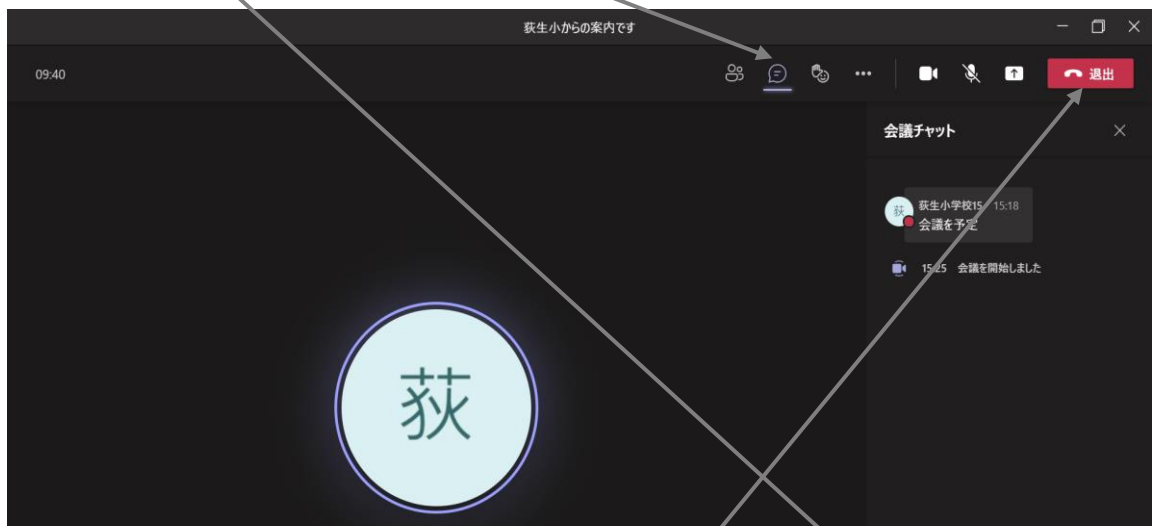 荻生小からの案内です
09:40
退出
会議チャット
荻
荻生小学校15 15:18
会議を予定
15:25 会議を開始しました
荻